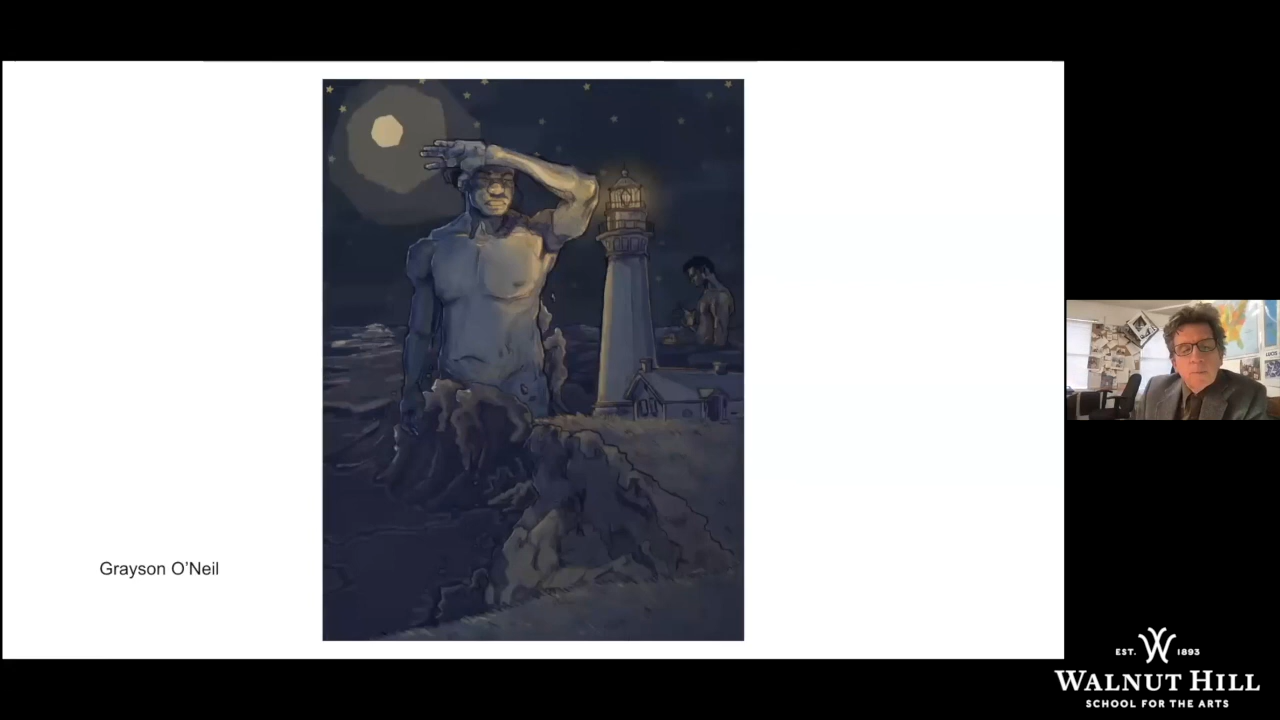 Grayson O'Neil
EST. 1893
WALNUT HILL
SCHOOL FOR THE ARTS